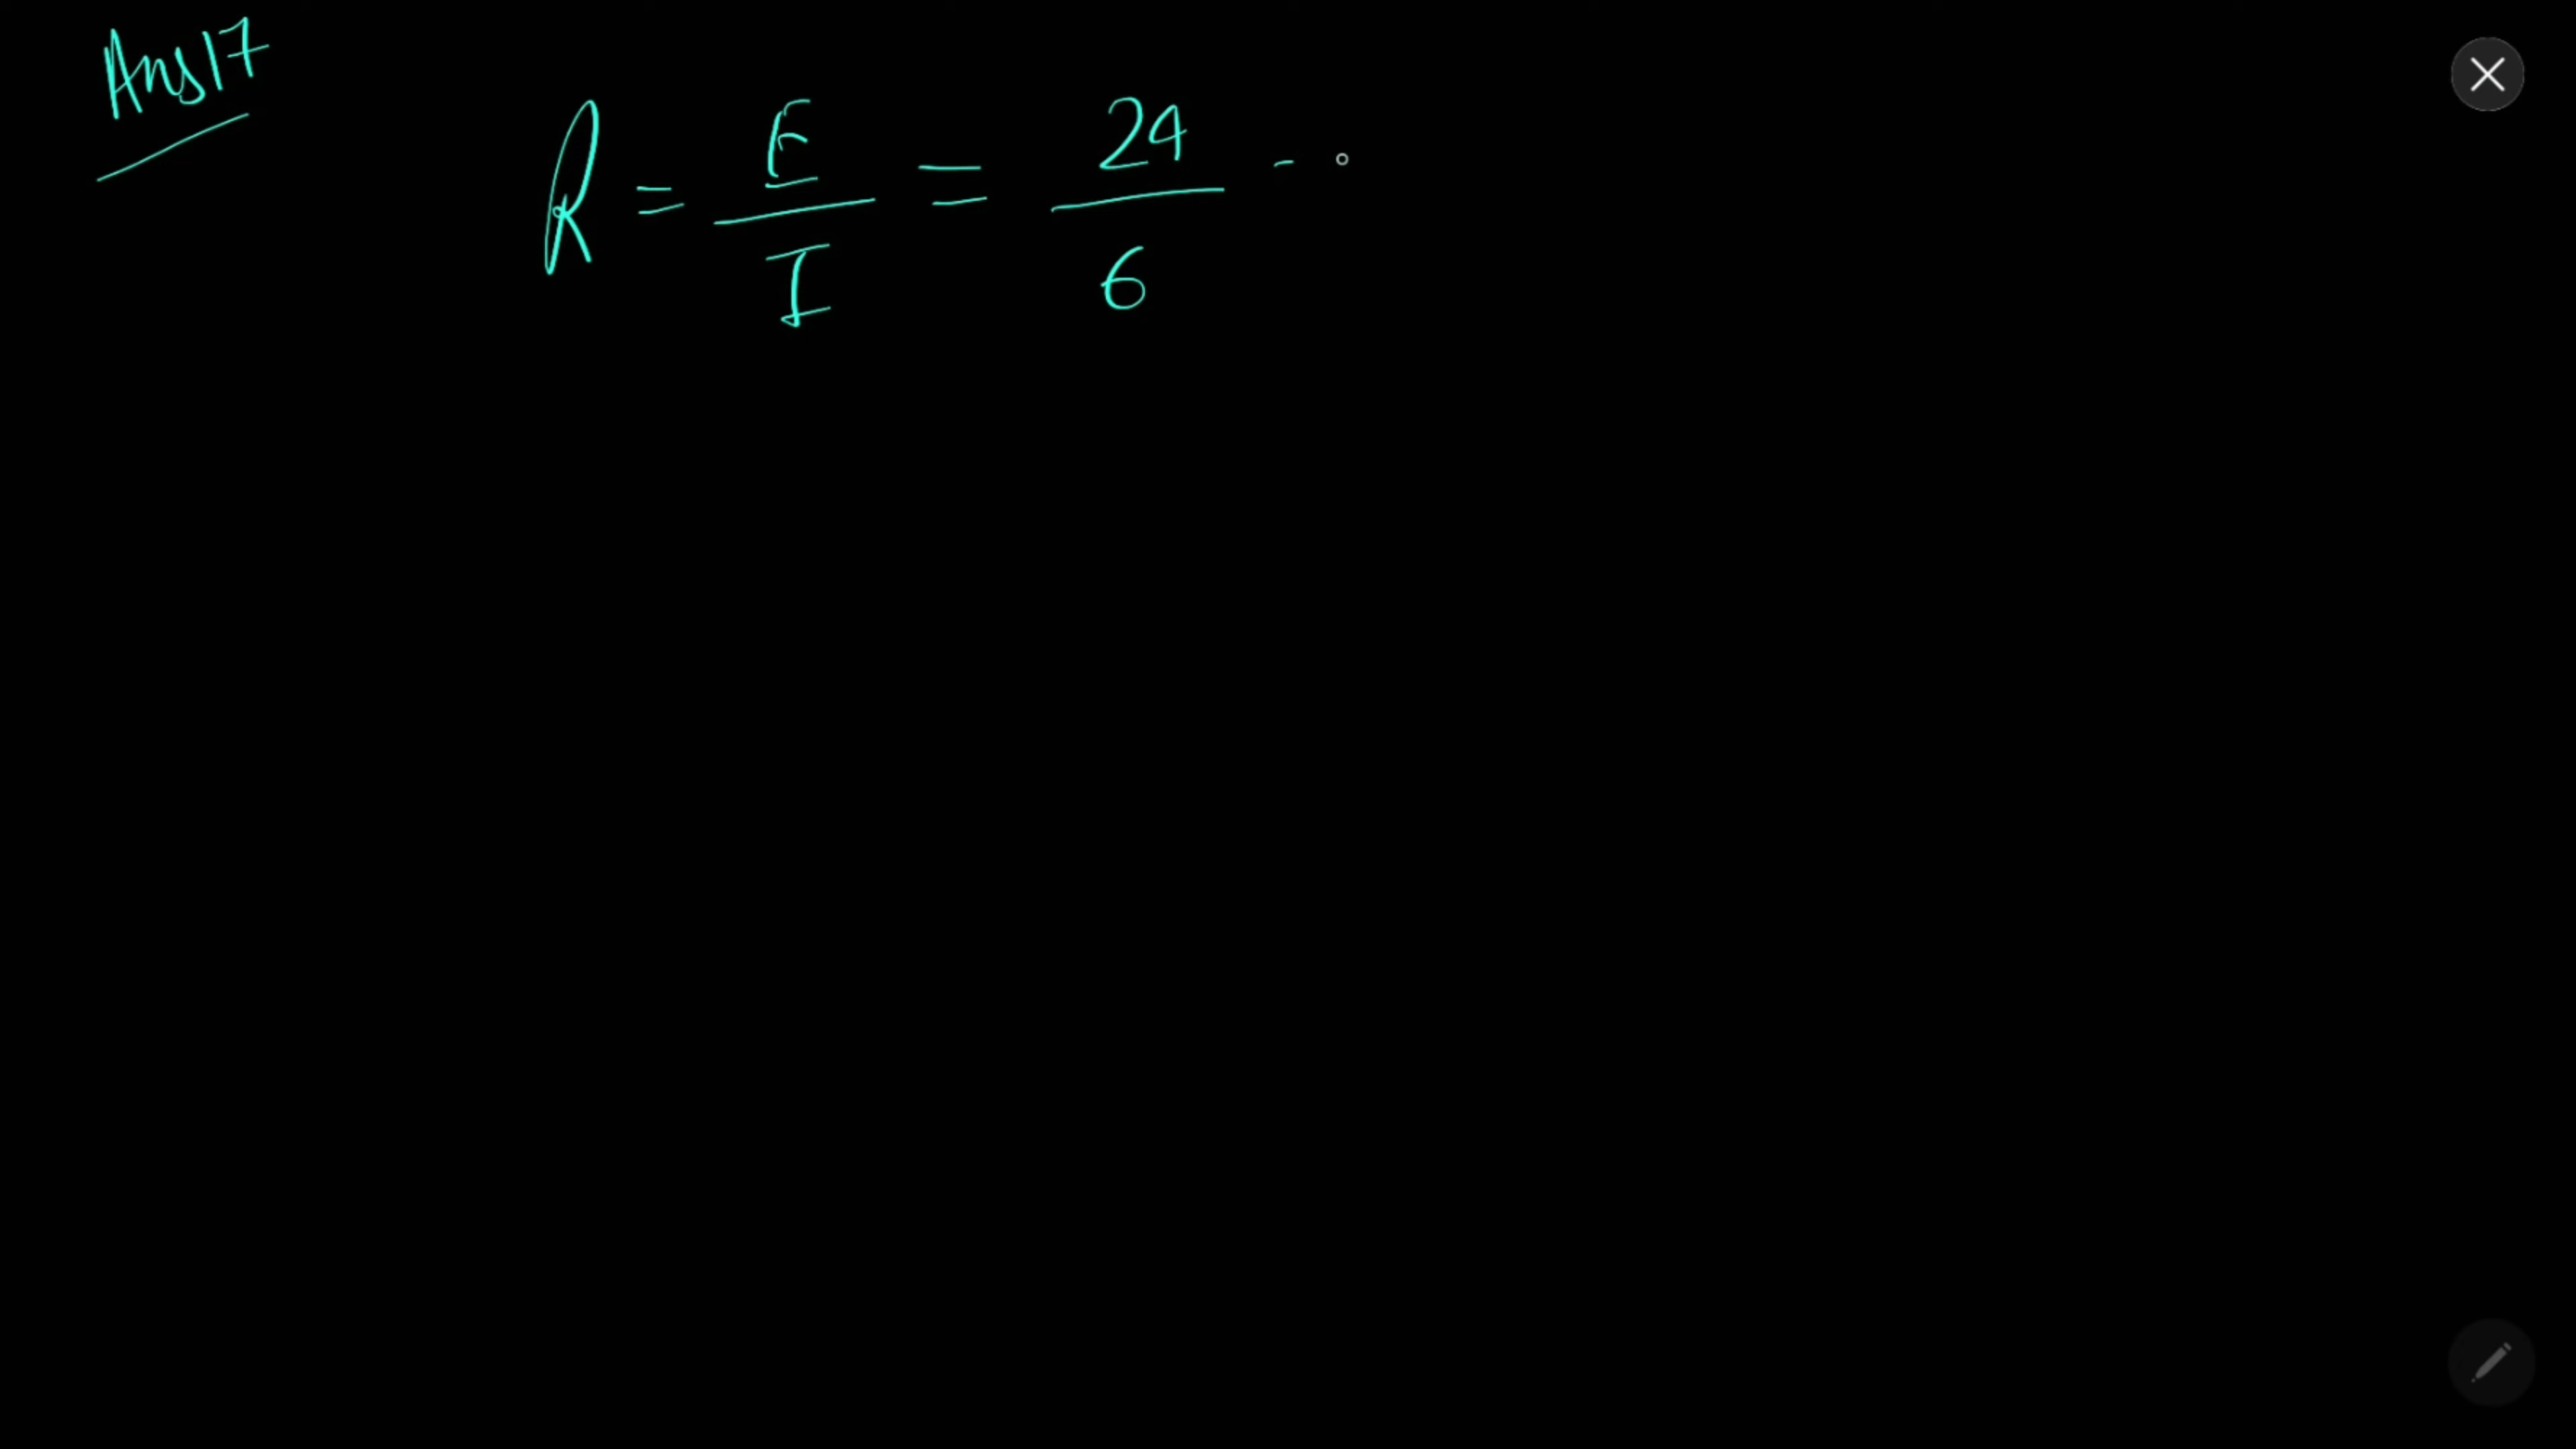 Ans17
R = E/I = 24/6 -